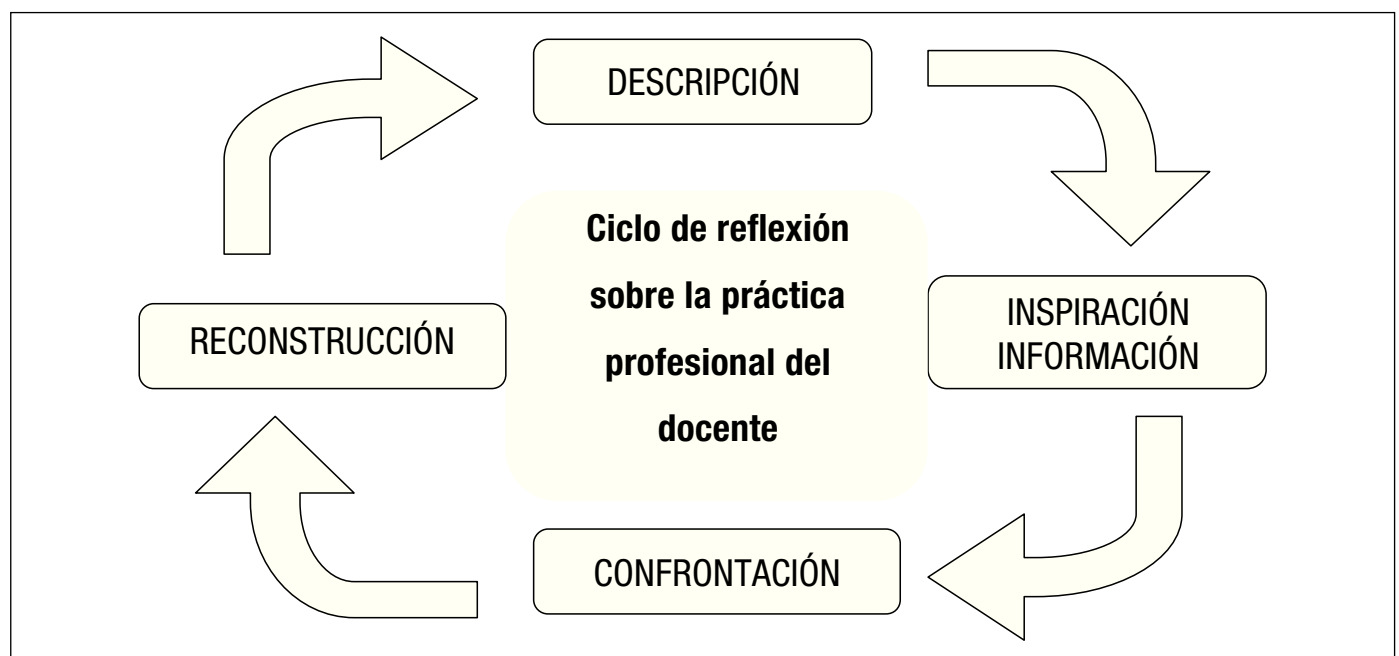 DESCRIPCIÓN
Ciclo de reflexión
sobre la práctica
profesional del
docente
INSPIRACIÓN
INFORMACIÓN
CONFRONTACIÓN
RECONSTRUCCIÓN